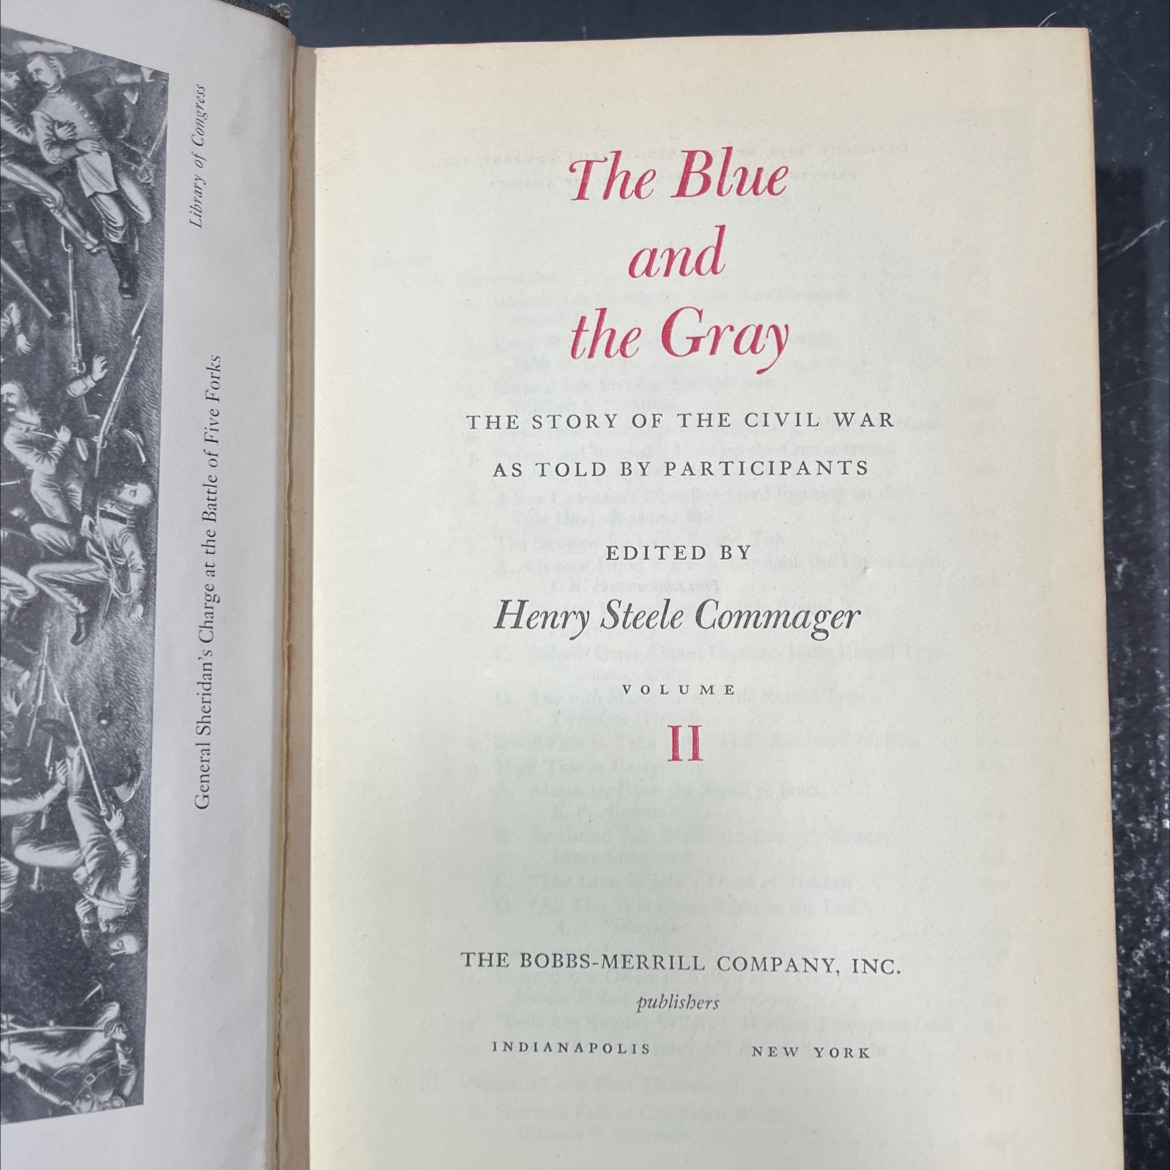 Library of Congress
General Sheridan's Charge at the Battle of Five Forks
The Blue
and
the Gray
THE STORY OF THE CIVIL WAR
AS TOLD BY PARTICIPANTS
EDITED BY
Henry Steele Commager
VOLUME
II
THE BOBBS-MERRILL COMPANY, INC.
publishers
INDIANAPOLIS NEW YORK